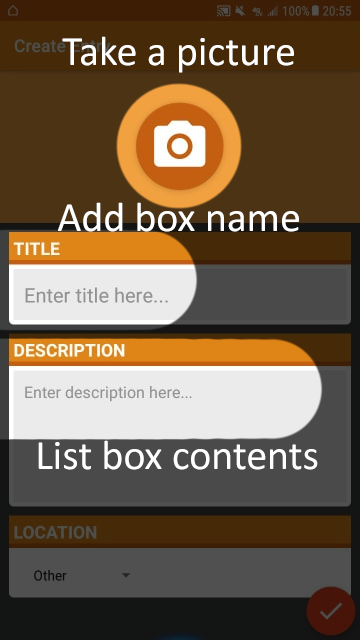 100% 20:55
Create Entry
Take a picture
Add box name
TITLE
Enter title here...
DESCRIPTION
Enter description here...
List box contents
LOCATION
Other